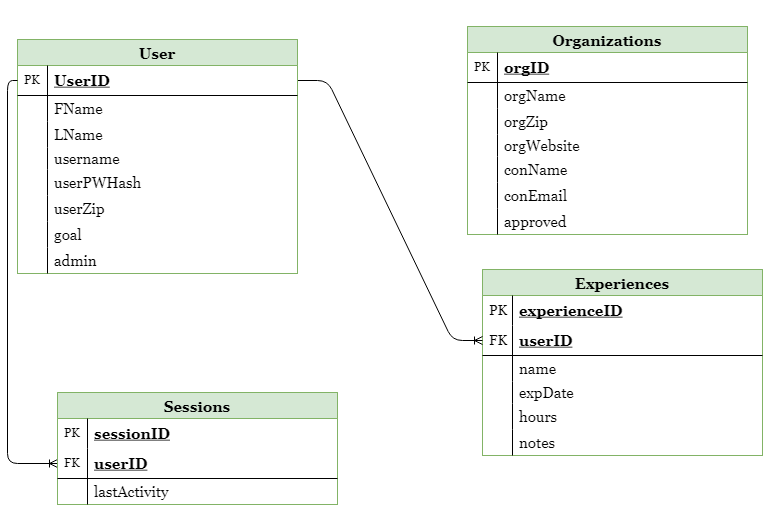 User
PK UserID
FName
LName
username
userPWHash
userZip
goal
admin
Organizations
PK orgID
orgName
orgZip
orgWebsite
conName
conEmail
approved
Experiences
PK experienceID
FK userID
name
expDate
hours
notes
Sessions
PK sessionID
FK userID
lastActivity